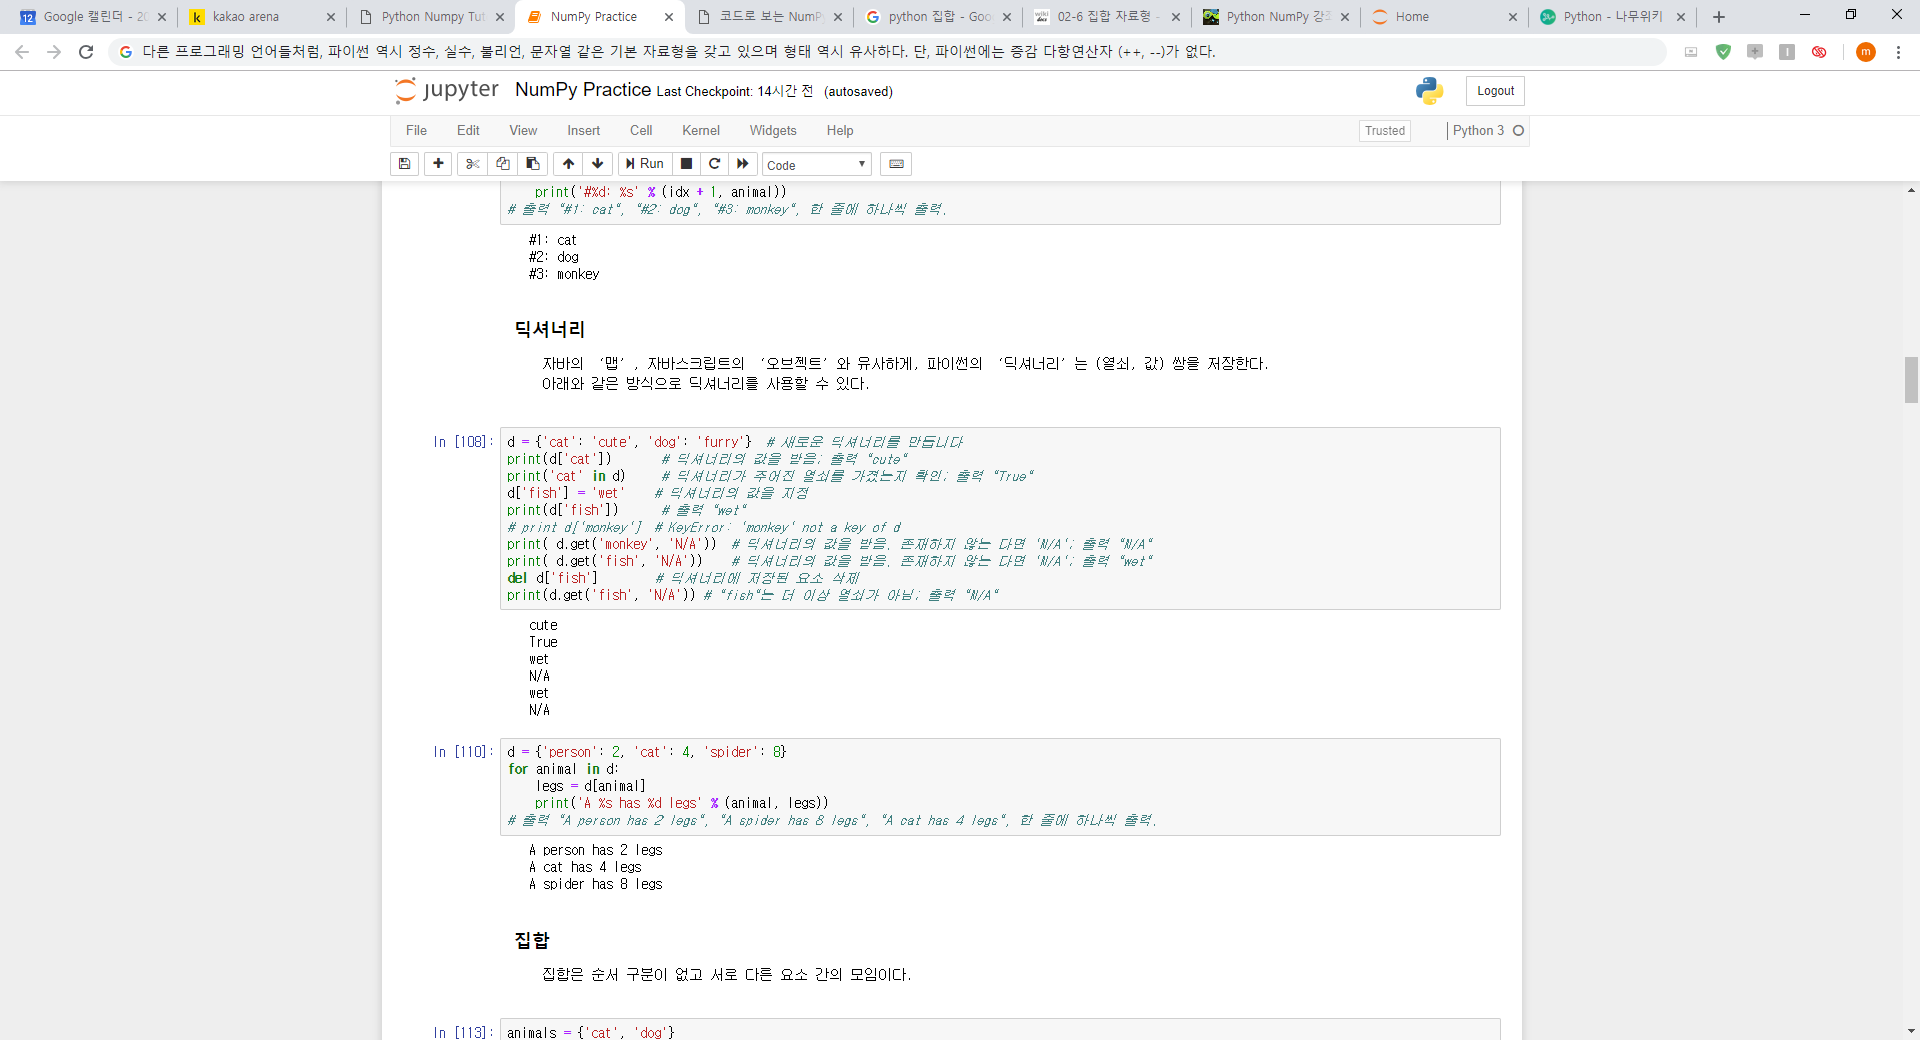 Google 캘린더 - 20
kakao arena
Python Numpy Tut
NumPy Practice
코드로 보는 NumP
python 집합 - Goo
02-6 집합 자료형 -
Python NumPy 강좌
Home
Python - 나무위키
다른 프로그래밍 언어들처럼, 파이썬 역시 정수, 실수, 불리언, 문자열 같은 기본 자료형을 갖고 있으며 형태 역시 유사하다. 단, 파이썬에는 증감 다항연산자 (++, --)가 없다.
m
jupyter NumPy Practice Last Checkpoint: 14시간 전 (autosaved)
Logout
File Edit View Insert Cell Kernel Widgets Help
Trusted
Python 3
Run
Code
print('#%d: %s' % (idx + 1, animal))
# 출력 "#1: cat", "#2: dog", "#3: monkey", 한 줄에 하나씩 출력.
#1: cat
#2: dog
#3: monkey
딕셔너리
자바의 ‘맵’, 자바스크립트의 ‘오브젝트’와 유사하게, 파이썬의 ‘딕셔너리’는 (열쇠, 값) 쌍을 저장한다.
아래와 같은 방식으로 딕셔너리를 사용할 수 있다.
In [108]: d = {'cat': 'cute', 'dog': 'furry'}  # 새로운 딕셔너리를 만듭니다
print(d['cat'])       # 딕셔너리의 값을 받음; 출력 "cute"
print('cat' in d)     # 딕셔너리가 주어진 열쇠를 가졌는지 확인; 출력 "True"
d['fish'] = 'wet'    # 딕셔너리의 값을 지정
print(d['fish'])      # 출력 "wet"
# print d['monkey']  # KeyError: 'monkey' not a key of d
print( d.get('monkey', 'N/A'))  # 딕셔너리의 값을 받음. 존재하지 않는 다면 'N/A'; 출력 "N/A"
print( d.get('fish', 'N/A'))    # 딕셔너리의 값을 받음. 존재하지 않는 다면 'N/A'; 출력 "wet"
del d['fish']        # 딕셔너리에 저장된 요소 삭제
print(d.get('fish', 'N/A')) # "fish"는 더 이상 열쇠가 아님; 출력 "N/A"
cute
True
wet
N/A
wet
N/A
In [110]: d = {'person': 2, 'cat': 4, 'spider': 8}
for animal in d:
legs = d[animal]
print('A %s has %d legs' % (animal, legs))
# 출력 "A person has 2 legs", "A spider has 8 legs", "A cat has 4 legs", 한 줄에 하나씩 출력.
A person has 2 legs
A cat has 4 legs
A spider has 8 legs
집합
집합은 순서 구분이 없고 서로 다른 요소 간의 모임이다.
In [113]: animals = {'cat', 'dog'}